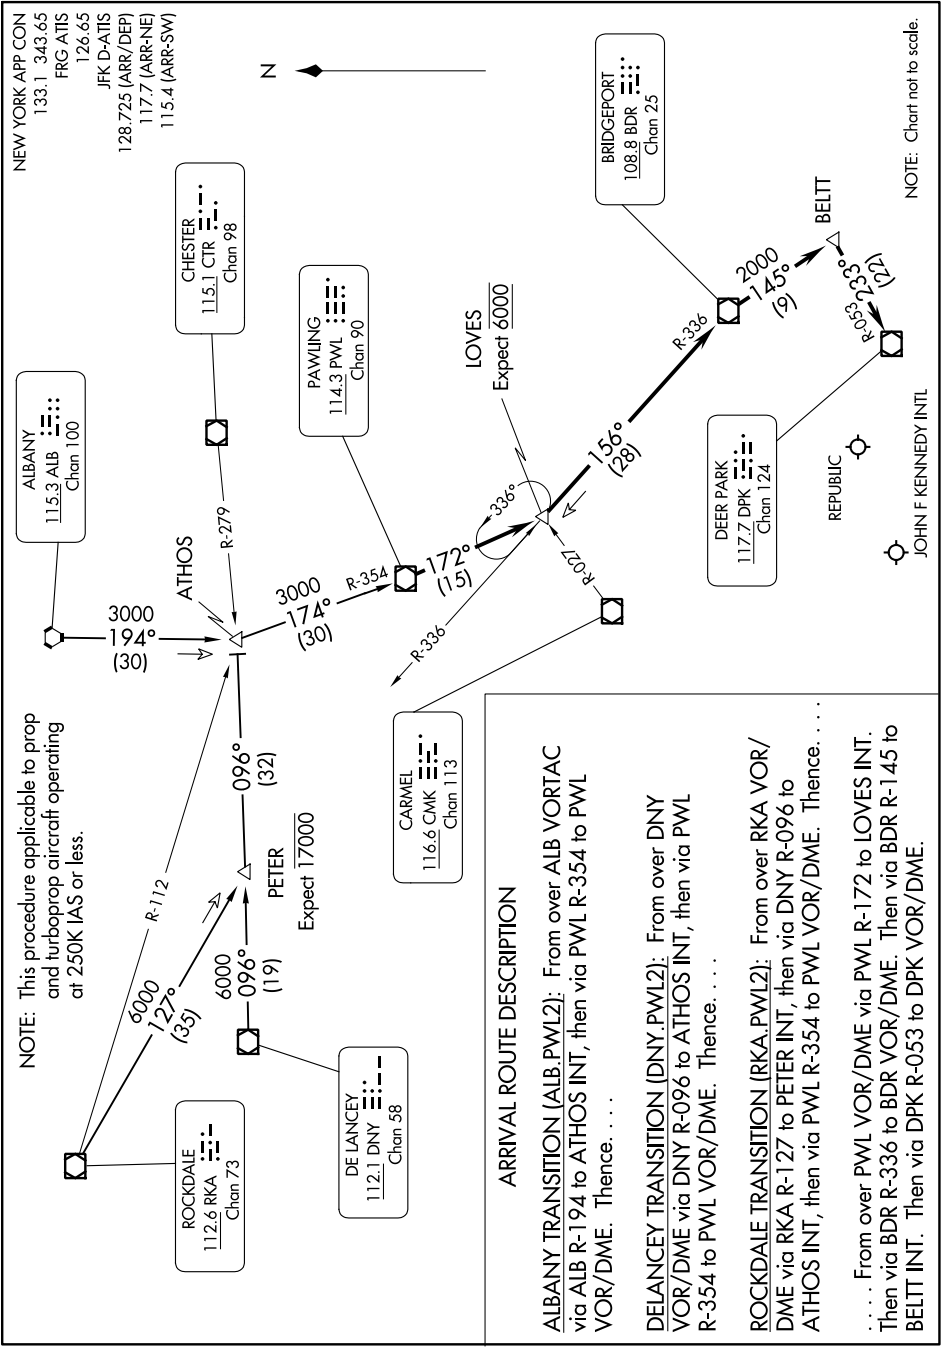 NEW YORK APP CON
133.1 343.65
FRG ATIS
126.65
JFK D-ATIS
128.725 (ARR/DEP)
117.7 (ARR-NE)
115.4 (ARR-SW)
N
NOTE: This procedure applicable to prop
and turboprop aircraft operating
at 250K IAS or less.
ALBANY
115.3 ALB
Chan 100
CHESTER
115.1 CTR
Chan 98
ROCKDALE
112.6 RKA
Chan 73
DE LANCEY
112.1 DNY
Chan 58
PAWLING
114.3 PWL
Chan 90
CARMEL
116.6 CMK
Chan 113
BRIDGEPORT
108.8 BDR
Chan 25
DEER PARK
117.7 DPK
Chan 124
3000
194°
(30)
ATHOS
R-279
R-112
6000
127°
(35)
6000
096°
(19)
PETER
Expect 17000
096°
(32)
3000
174°
(30)
R-354
172°
(15)
R-336
336°
LOVES
Expect 6000
R-027
156°
(28)
R-336
2000
145°
(9)
BELTT
233°
(22)
R-053
REPUBLIC
JOHN F KENNEDY INTL
NOTE: Chart not to scale.
ARRIVAL ROUTE DESCRIPTION
ALBANY TRANSITION (ALB.PWL2): From over ALB VORTAC
via ALB R-194 to ATHOS INT, then via PWL R-354 to PWL
VOR/DME. Thence. . . .
DELANCEY TRANSITION (DNY.PWL2): From over DNY
VOR/DME via DNY R-096 to ATHOS INT, then via PWL
R-354 to PWL VOR/DME. Thence. . . .
ROCKDALE TRANSITION (RKA.PWL2): From over RKA VOR/
DME via RKA R-127 to PETER INT, then via DNY R-096 to
ATHOS INT, then via PWL R-354 to PWL VOR/DME. Thence. . . .
. . . . From over PWL VOR/DME via PWL R-172 to LOVES INT.
Then via BDR R-336 to BDR VOR/DME. Then via BDR R-145 to
BELTT INT. Then via DPK R-053 to DPK VOR/DME.